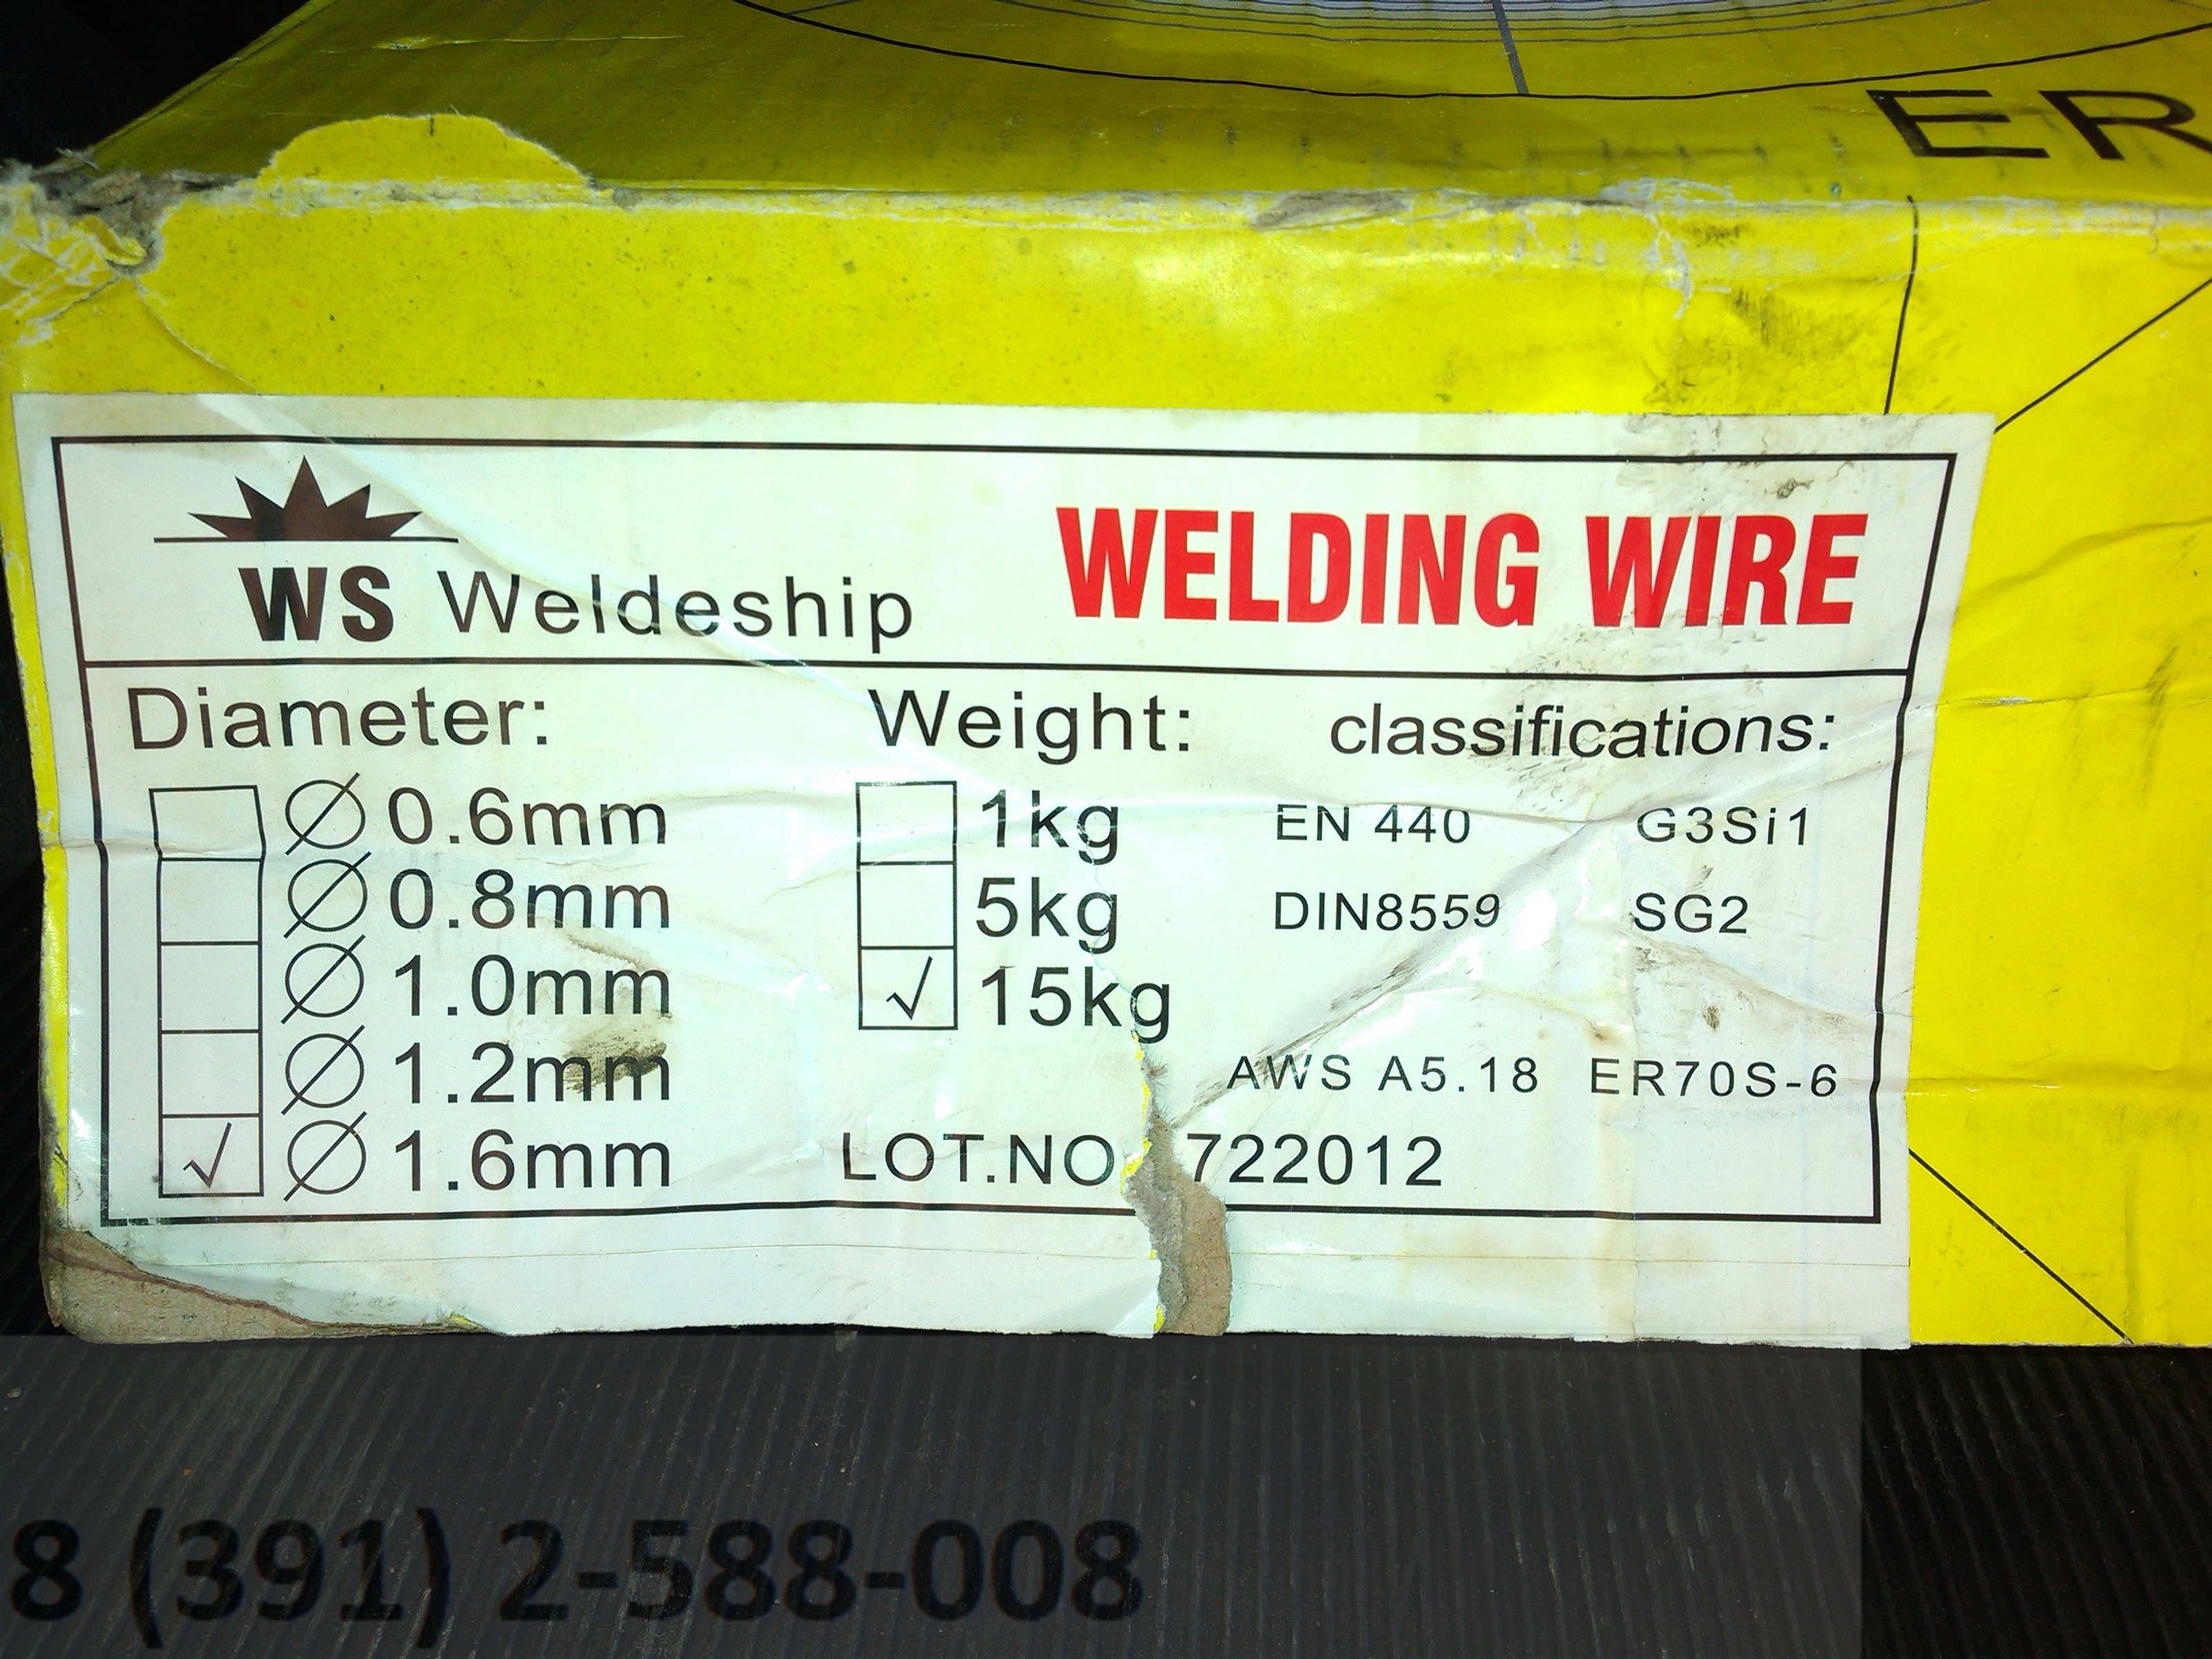 ER
WS Weldeship WELDING WIRE
Diameter: Weight: classifications:
∅ 0.6mm 1kg EN 440 G3Si1
∅ 0.8mm 5kg DIN8559 SG2
∅ 1.0mm √ 15kg
∅ 1.2mm AWS A5.18 ER70S-6
√ ∅ 1.6mm LOT.NO 722012
8 (391) 2-588-008